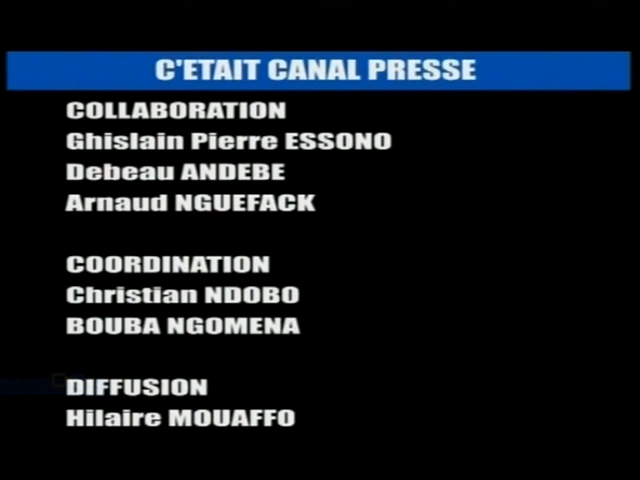 C'ETAIT CANAL PRESSE
COLLABORATION
Ghislain Pierre ESSONO
Debeau ANDEBE
Arnaud NGUEFACK
COORDINATION
Christian NDOBO
BOUBA NGOMENA
DIFFUSION
Hilaire MOUAFFO